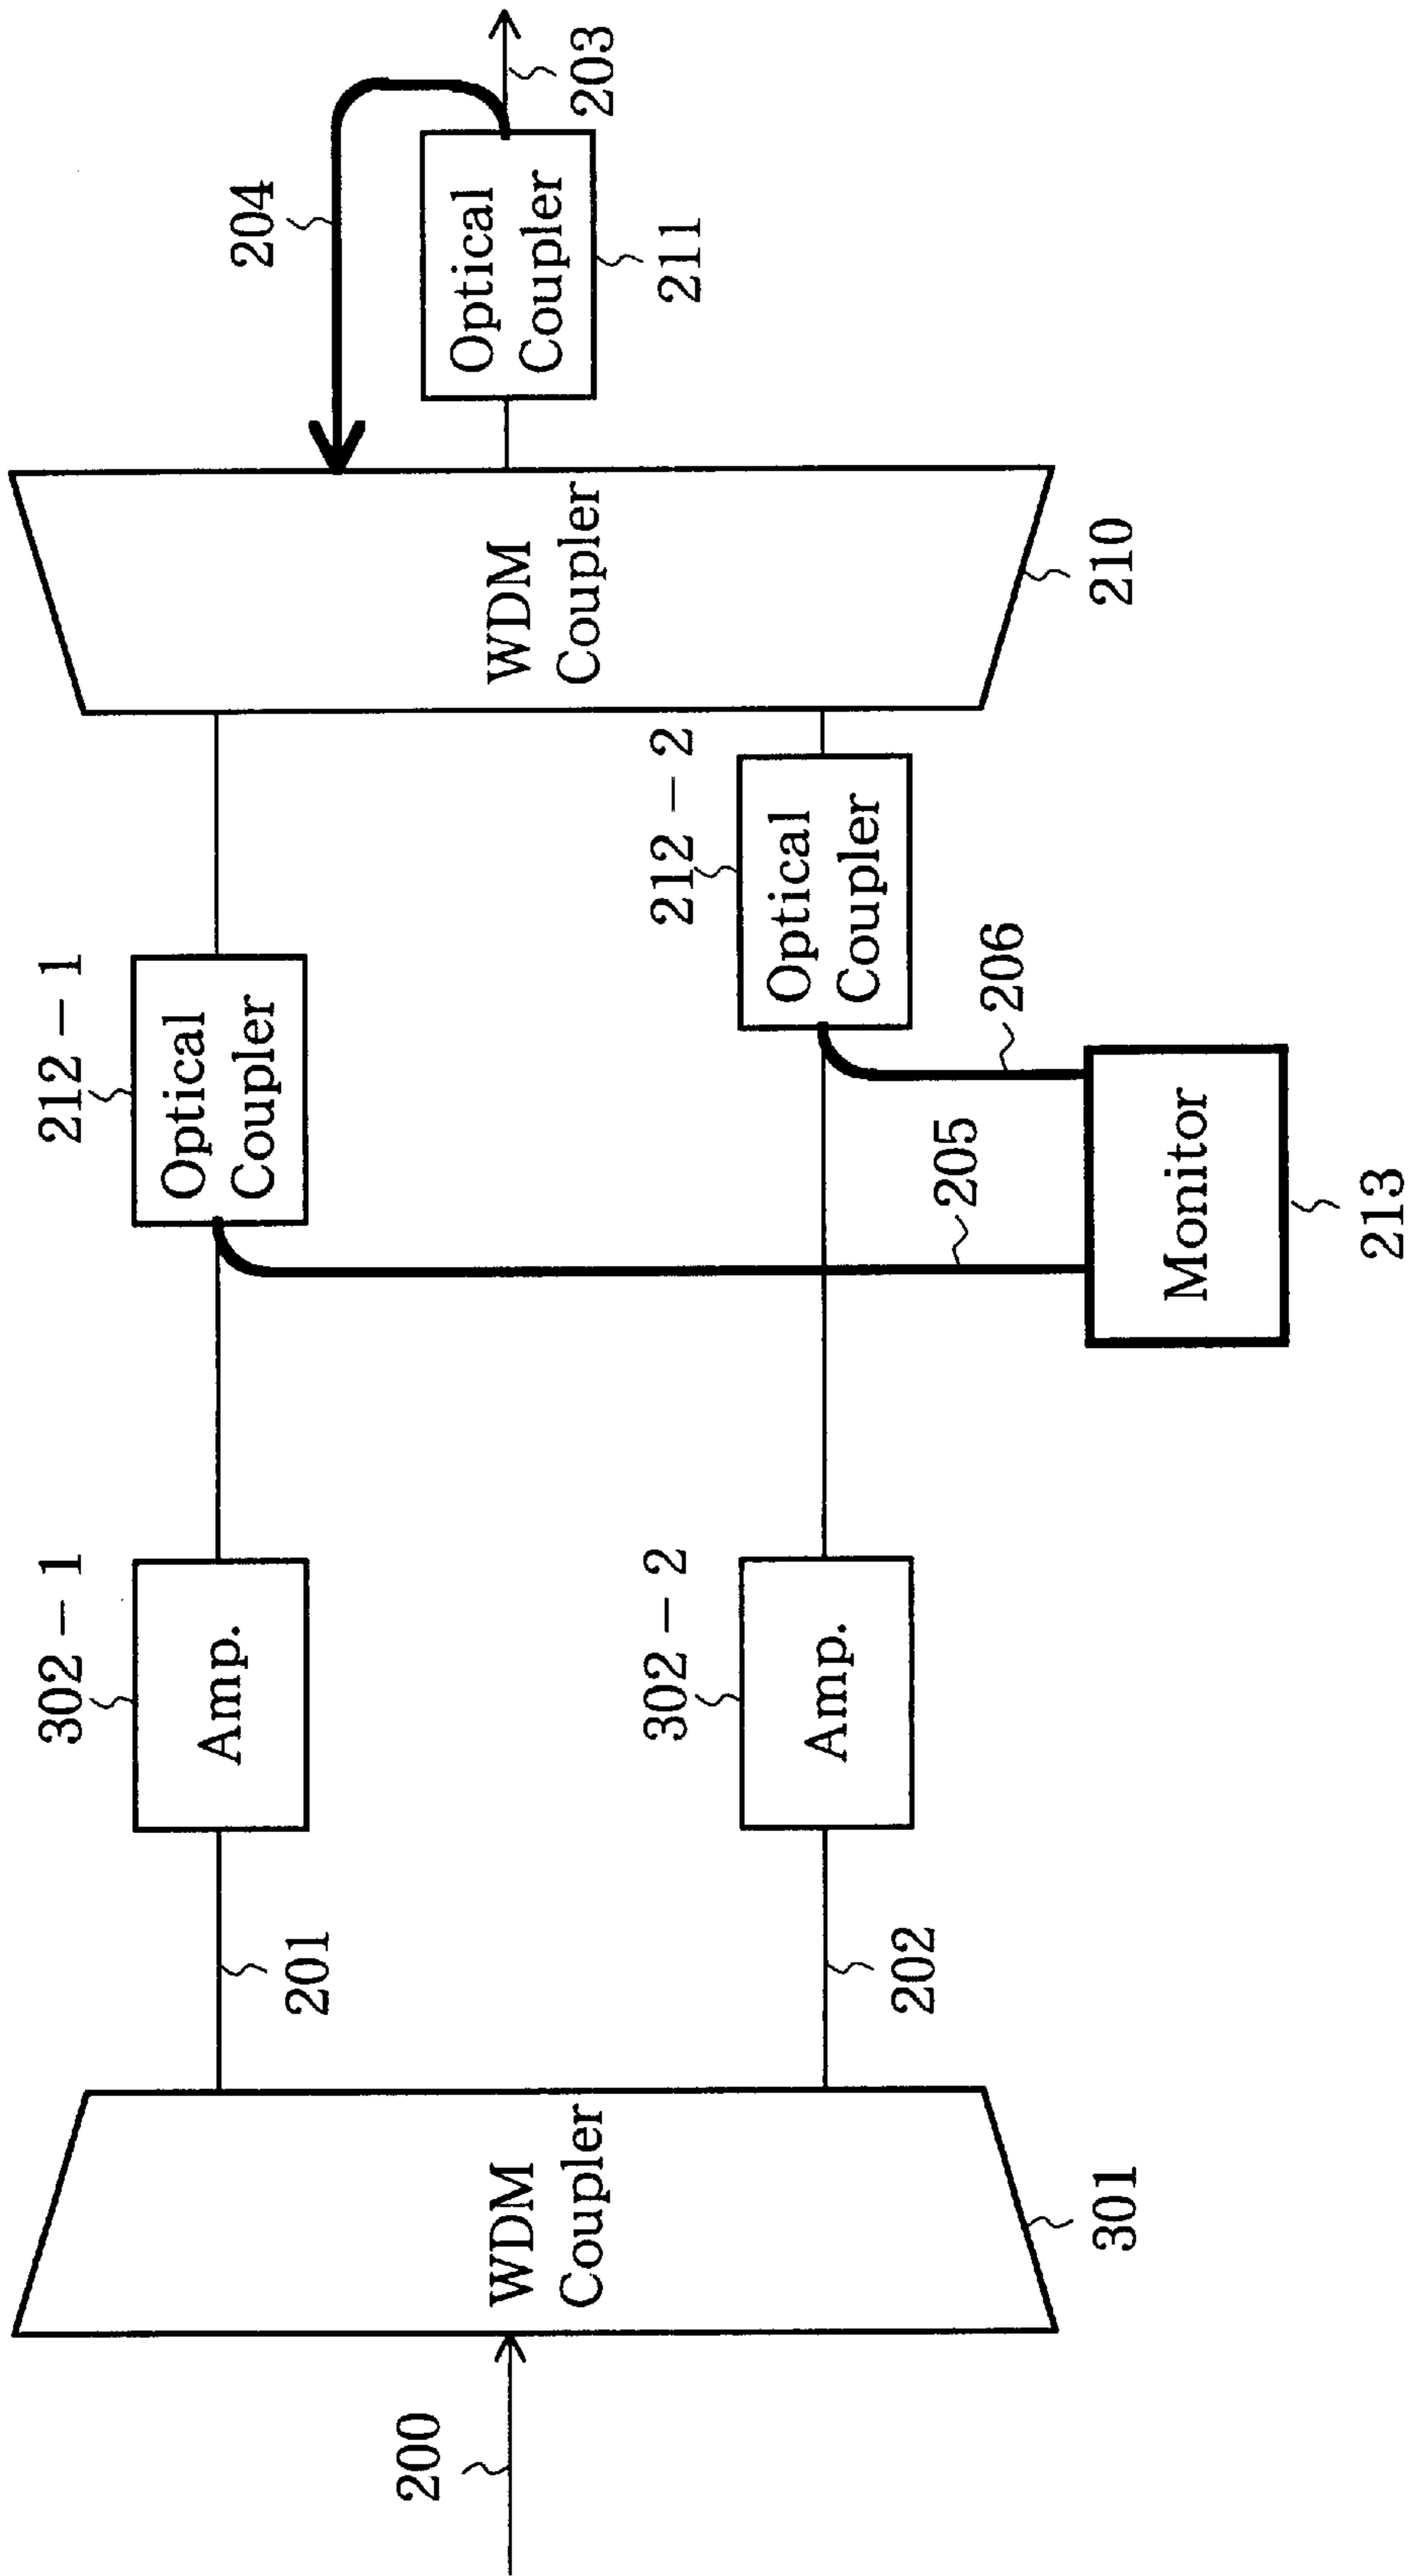 200
WDM
Coupler
301
201
202
302－1
Amp.
302－2
Amp.
212－1
Optical
Coupler
212－2
Optical
Coupler
205
206
Monitor
213
WDM
Coupler
210
204
Optical
Coupler
211
203